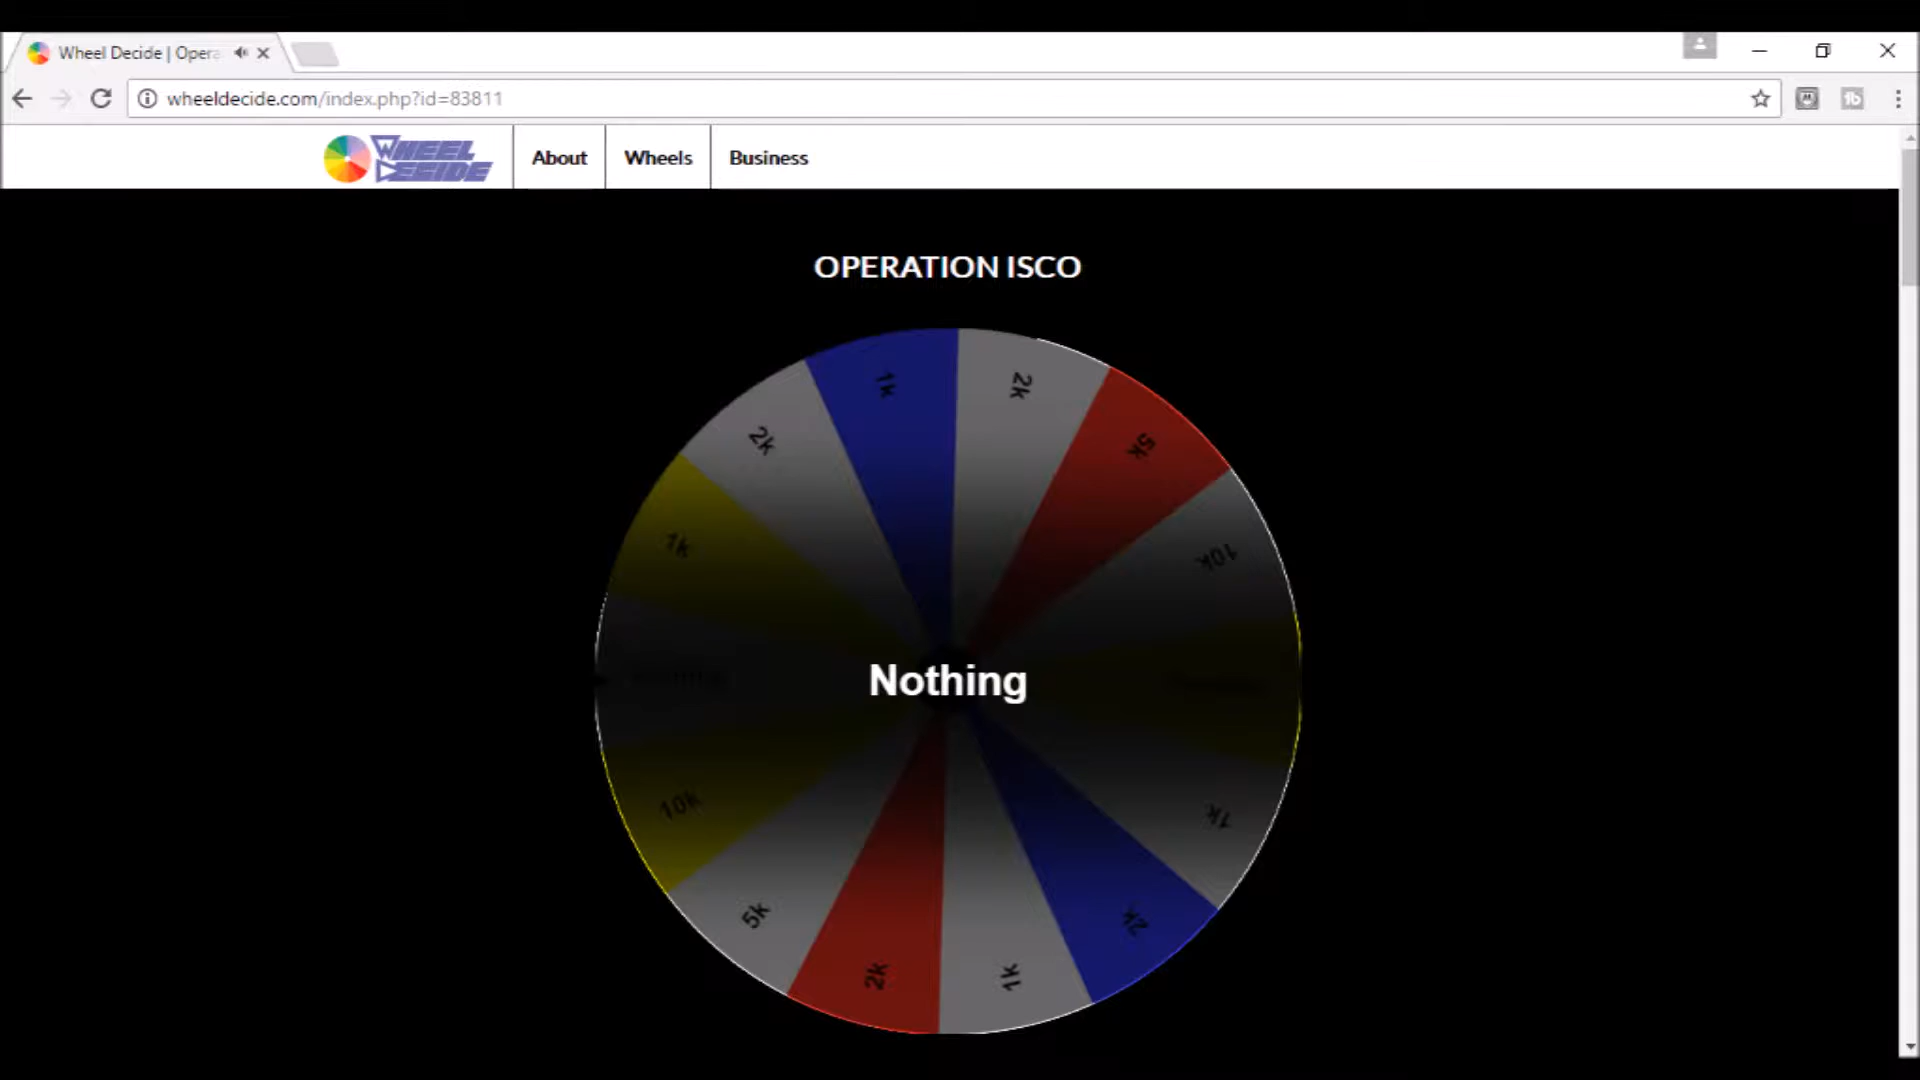 Wheel Decide | Opera
wheeldecide.com/index.php?id=83811
WHEEL
DECIDE
About
Wheels
Business
OPERATION ISCO
1k
2k
2k
5k
1k
10k
Nothing
10k
1k
5k
2k
2k
1k